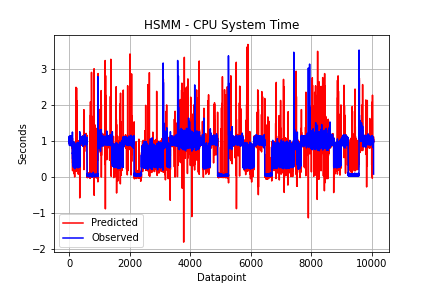 HSMM - CPU System Time
Seconds
3
2
1
0
−1
−2
Predicted
Observed
0
2000
4000
6000
8000
10000
Datapoint